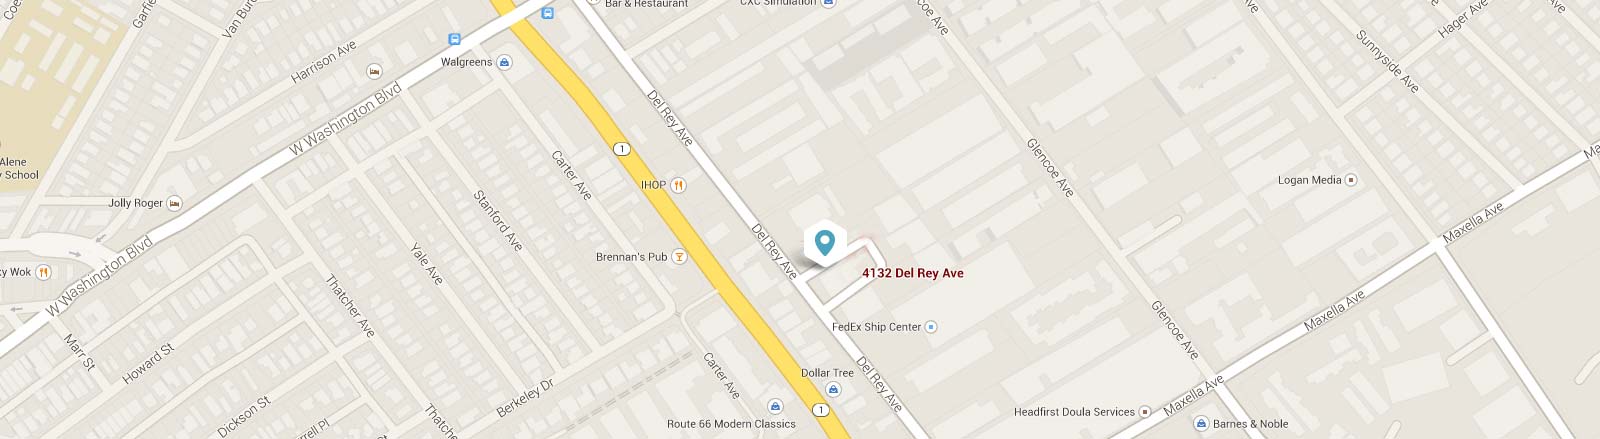 Bar & Restaurant
CXC Simulation
Harrison Ave
Hager Ave
Walgreens
Sunnyside Ave
W Washington Blvd
Del Rey Ave
1
Glencoe Ave
Alene
School
Carter Ave
IHOP
Logan Media
Jolly Roger
Stanford Ave
Maxella Ave
Del Rey Ave
Yale Ave
Brennan's Pub
W Washington Blvd
Wok
4132 Del Rey Ave
Thatcher Ave
Maxella Ave
FedEx Ship Center
Glencoe Ave
Marr St
Howard St
Carter Ave
Dollar Tree
Del Rey Ave
Berkeley Dr
Maxella Ave
1
Dickson St
Headfirst Doula Services
Route 66 Modern Classics
Barnes & Noble